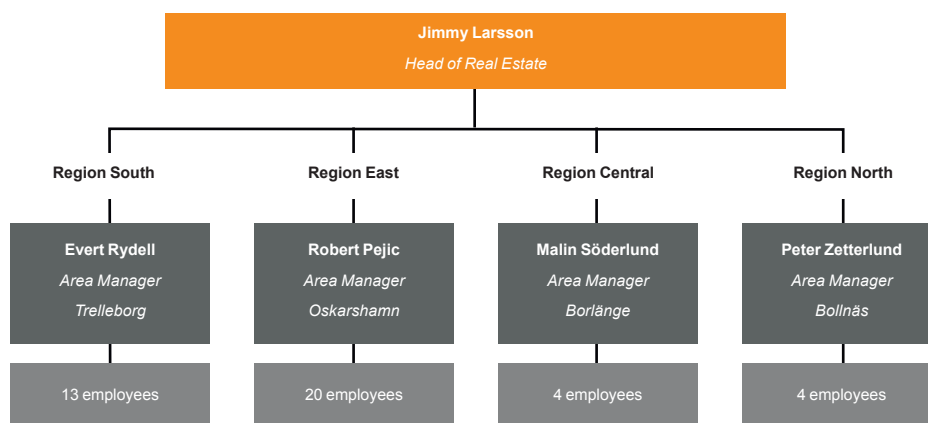 Jimmy Larsson
Head of Real Estate
Region South
Region East
Region Central
Region North
Evert Rydell
Area Manager
Trelleborg
Robert Pejic
Area Manager
Oskarshamn
Malin Söderlund
Area Manager
Borlänge
Peter Zetterlund
Area Manager
Bollnäs
13 employees
20 employees
4 employees
4 employees